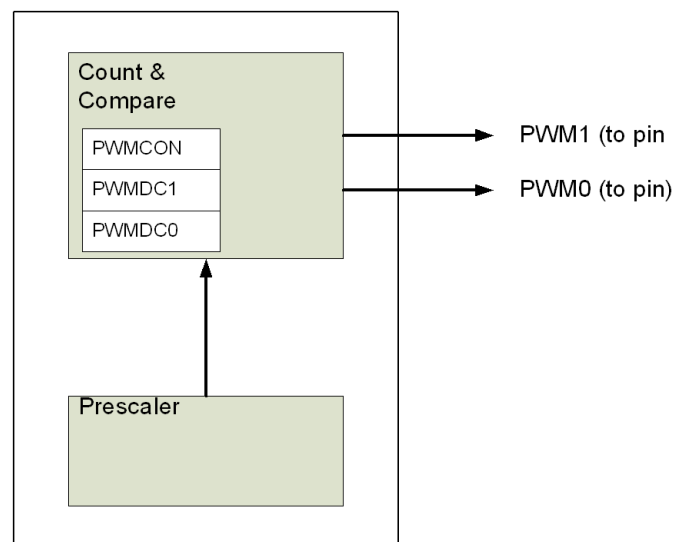 Count &
Compare
PWMCON
PWMDC1
PWMDC0
PWM1 (to pin
PWM0 (to pin)
Prescaler